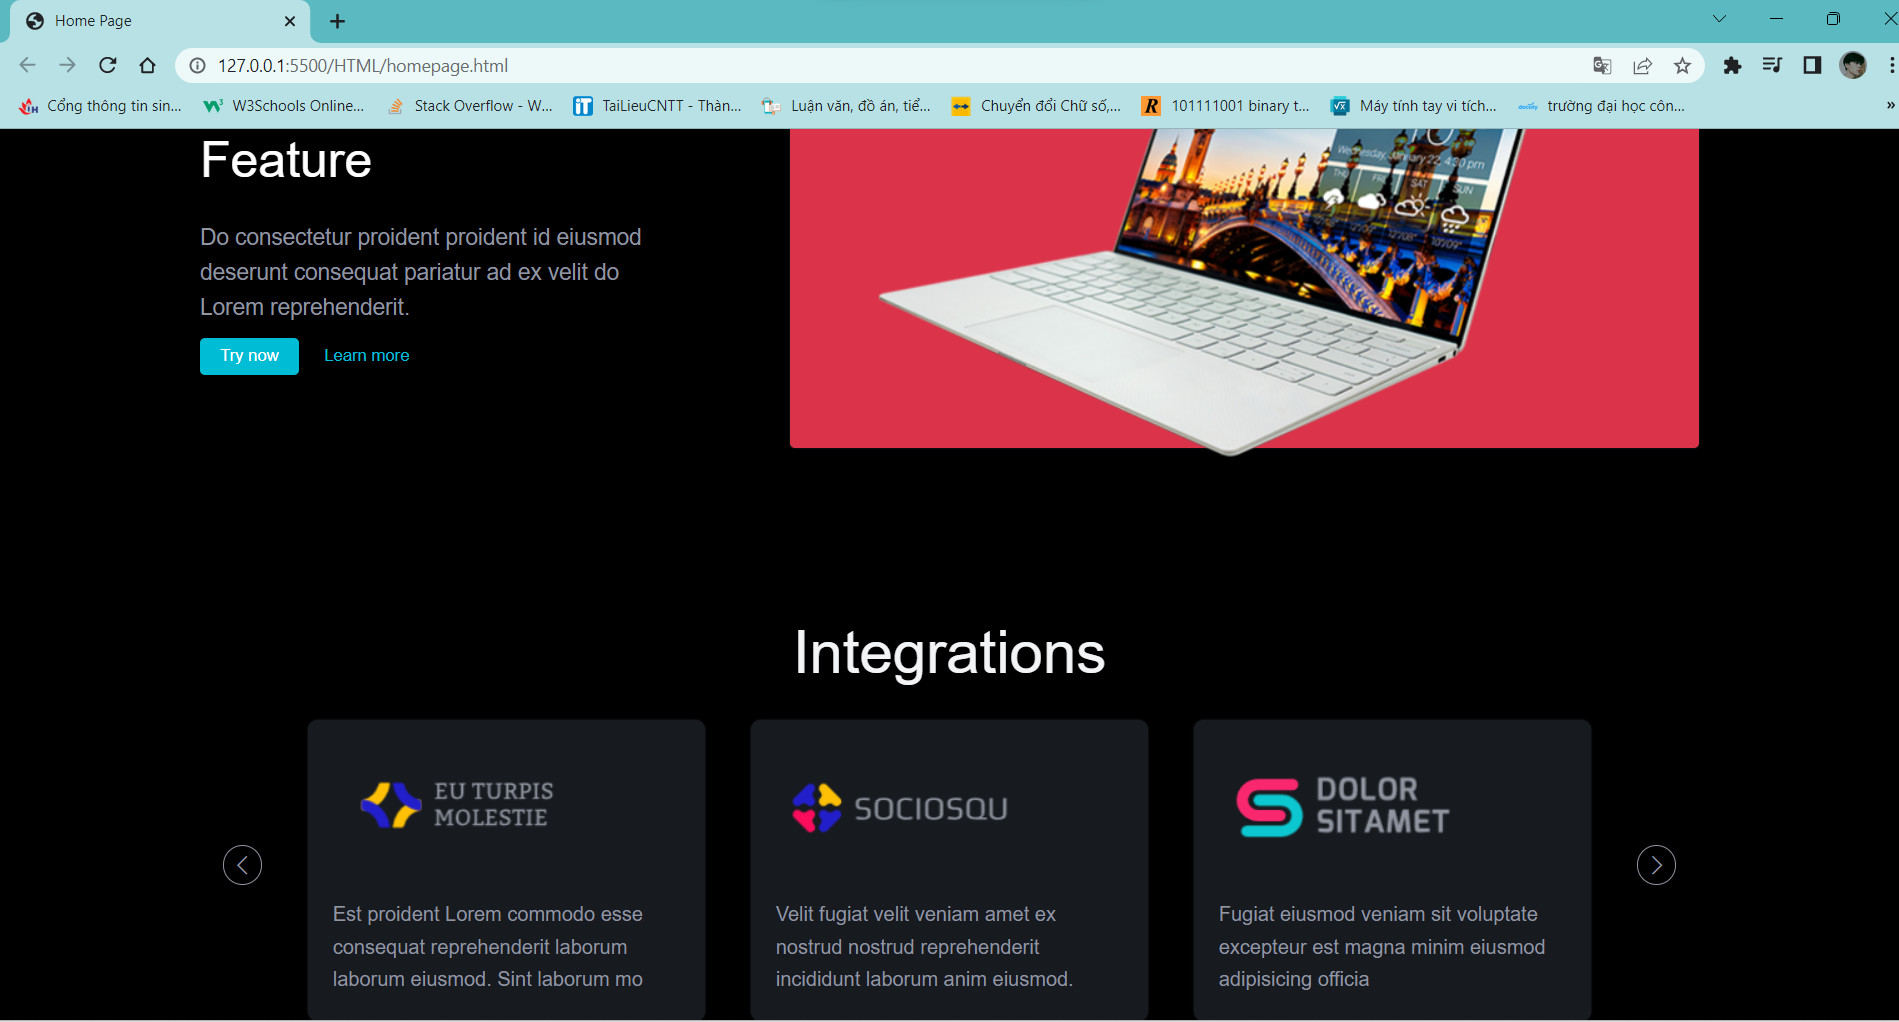 Home Page
127.0.0.1:5500/HTML/homepage.html
Cổng thông tin sin...
W3Schools Online...
Stack Overflow - W...
TaiLieuCNTT - Thàn...
Luận văn, đồ án, tiể...
Chuyển đổi Chữ số,...
101111001 binary t...
Máy tính tay vi tích...
trường đại học côn...
Feature
Wednesday, January 22, 4:30 pm
THU FRI SAT SUN
Do consectetur proident proident id eiusmod
deserunt consequat pariatur ad ex velit do
Lorem reprehenderit.
Try now
Learn more
Integrations
EU TURPIS
MOLESTIE
SOCIOSQU
DOLOR
SITAMET
Est proident Lorem commodo esse
consequat reprehenderit laborum
laborum eiusmod. Sint laborum mo
Velit fugiat velit veniam amet ex
nostrud nostrud reprehenderit
incididunt laborum anim eiusmod.
Fugiat eiusmod veniam sit voluptate
excepteur est magna minim eiusmod
adipisicing officia